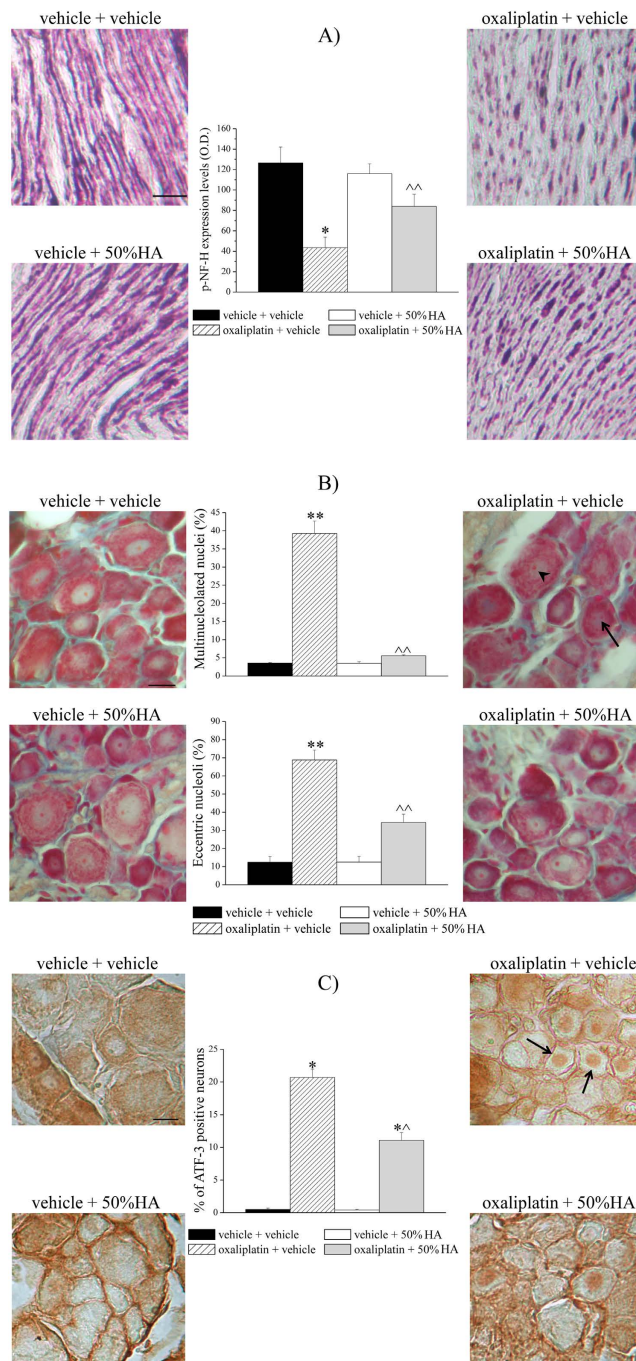 vehicle + vehicle
A)
oxaliplatin + vehicle
160
140
120
100
80
60
40
20
0
p-NF-H expression levels (O.D.)
*
^^
vehicle + vehicle
vehicle + 50%HA
oxaliplatin + vehicle
oxaliplatin + 50%HA
vehicle + 50%HA
oxaliplatin + 50%HA
B)
vehicle + vehicle
oxaliplatin + vehicle
45
40
35
30
25
20
15
10
5
0
Multinucleolated nuclei (%)
**
^^
vehicle + 50%HA
oxaliplatin + 50%HA
90
80
70
60
50
40
30
20
10
0
Eccentric nucleoli (%)
**
^^
vehicle + vehicle
vehicle + 50%HA
oxaliplatin + vehicle
oxaliplatin + 50%HA
vehicle + vehicle
C)
oxaliplatin + vehicle
25
20
15
10
5
0
% of ATF-3 positive neurons
*
*^
vehicle + vehicle
vehicle + 50%HA
oxaliplatin + vehicle
oxaliplatin + 50%HA
vehicle + 50%HA
oxaliplatin + 50%HA